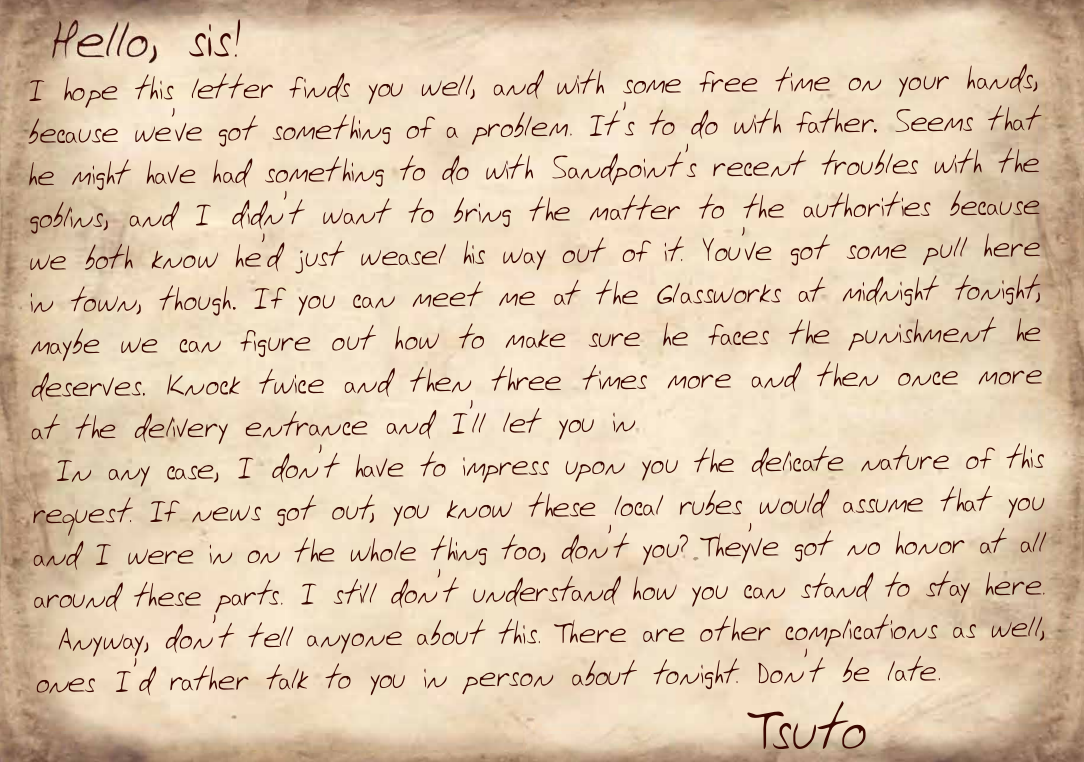 Hello, sis!
I hope this letter finds you well, and with some free time on your hands,
because we've got something of a problem. It's to do with father. Seems that
he might have had something to do with Sandpoint's recent troubles with the
goblins, and I didn't want to bring the matter to the authorities because
we both know he'd just weasel his way out of it. You've got some pull here
in town, though. If you can meet me at the Glassworks at midnight tonight,
maybe we can figure out how to make sure he faces the punishment he
deserves. Knock twice and then three times more and then once more
at the delivery entrance and I'll let you in.
In any case, I don't have to impress upon you the delicate nature of this
request. If news got out, you know these local rubes would assume that you
and I were in on the whole thing too, don't you? They've got no honor at all
around these parts. I still don't understand how you can stand to stay here.
Anyway, don't tell anyone about this. There are other complications as well,
ones I'd rather talk to you in person about tonight. Don't be late.
Tsuto